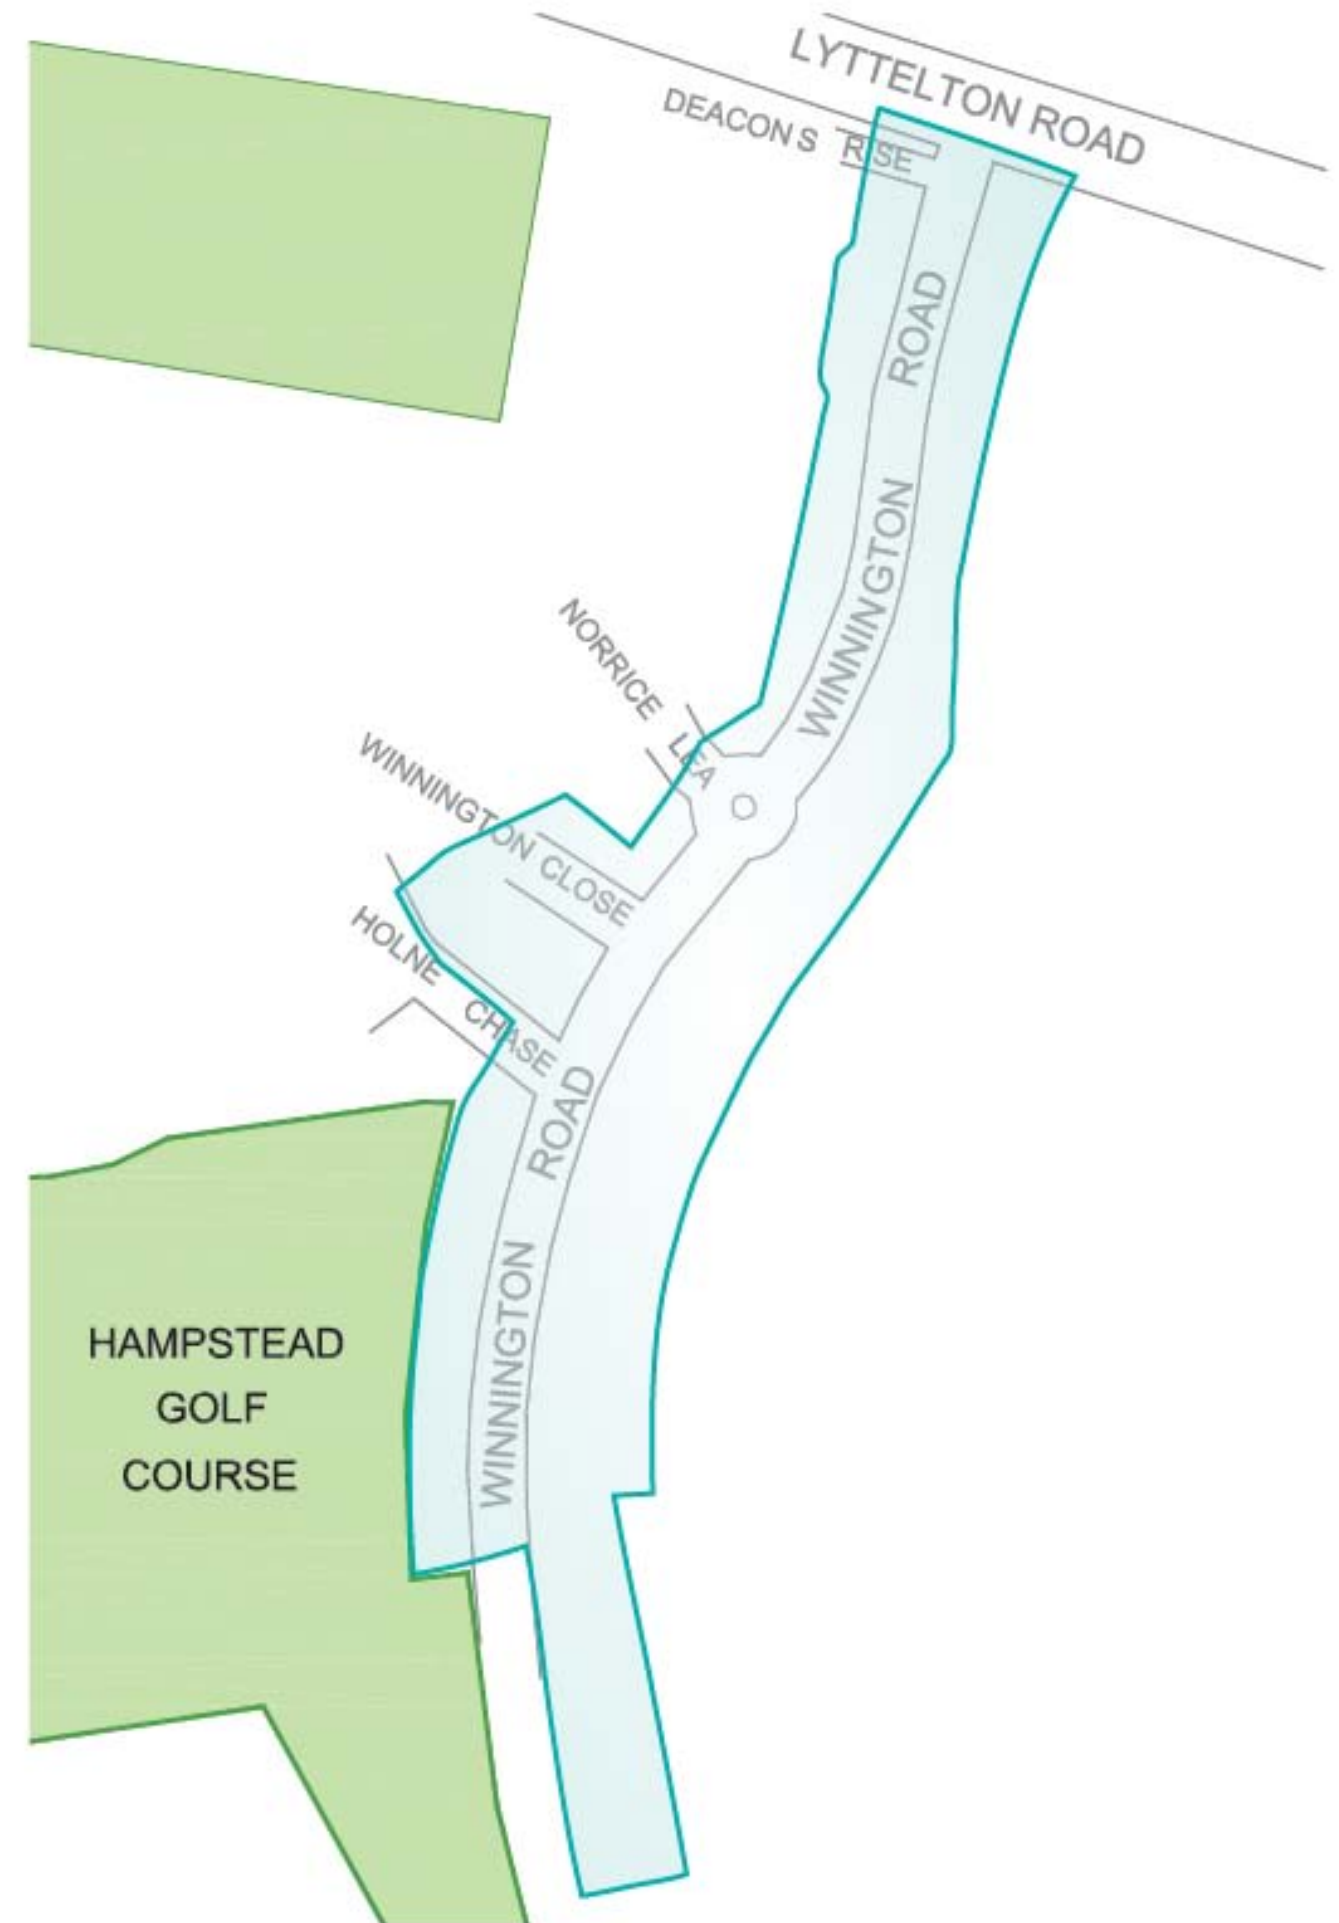 LYTTELTON ROAD
DEACONS RISE
ROAD
WINNINGTON
NORRICE LEA
WINNINGTON CLOSE
HOLNE CHASE
ROAD
WINNINGTON
HAMPSTEAD
GOLF
COURSE